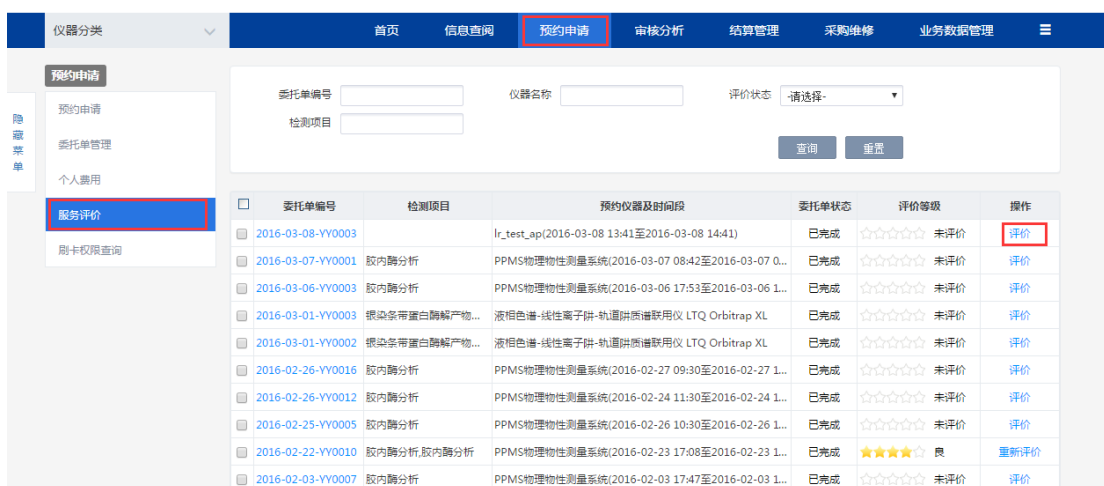 仪器分类
首页 信息查阅 预约申请 审核分析 结算管理 采购维修 业务数据管理
隐藏菜单
预约申请
预约申请
委托单管理
个人费用
服务评价
刷卡权限查询
委托单编号 仪器名称 评价状态 -请选择-
检测项目
查询 重置
委托单编号 检测项目 预约仪器及时间段 委托单状态 评价等级 操作
2016-03-08-YY0003 lr_test_ap(2016-03-08 13:41至2016-03-08 14:41) 已完成 未评价 评价
2016-03-07-YY0001 胶内酶分析 PPMS物理物性测量系统(2016-03-07 08:42至2016-03-07 0... 已完成 未评价 评价
2016-03-06-YY0003 胶内酶分析 PPMS物理物性测量系统(2016-03-06 17:53至2016-03-06 1... 已完成 未评价 评价
2016-03-01-YY0003 银染条带蛋白酶解产物... 液相色谱-线性离子阱-轨道阱质谱联用仪 LTQ Orbitrap XL 已完成 未评价 评价
2016-03-01-YY0002 银染条带蛋白酶解产物... 液相色谱-线性离子阱-轨道阱质谱联用仪 LTQ Orbitrap XL 已完成 未评价 评价
2016-02-26-YY0016 胶内酶分析 PPMS物理物性测量系统(2016-02-27 09:30至2016-02-27 1... 已完成 未评价 评价
2016-02-26-YY0012 胶内酶分析 PPMS物理物性测量系统(2016-02-24 11:30至2016-02-24 1... 已完成 未评价 评价
2016-02-25-YY0005 胶内酶分析 PPMS物理物性测量系统(2016-02-26 10:30至2016-02-26 1... 已完成 未评价 评价
2016-02-22-YY0010 胶内酶分析,胶内酶分析 PPMS物理物性测量系统(2016-02-23 17:08至2016-02-23 1... 已完成 良 重新评价
2016-02-03-YY0007 胶内酶分析 PPMS物理物性测量系统(2016-02-03 17:47至2016-02-03 1... 已完成 未评价 评价